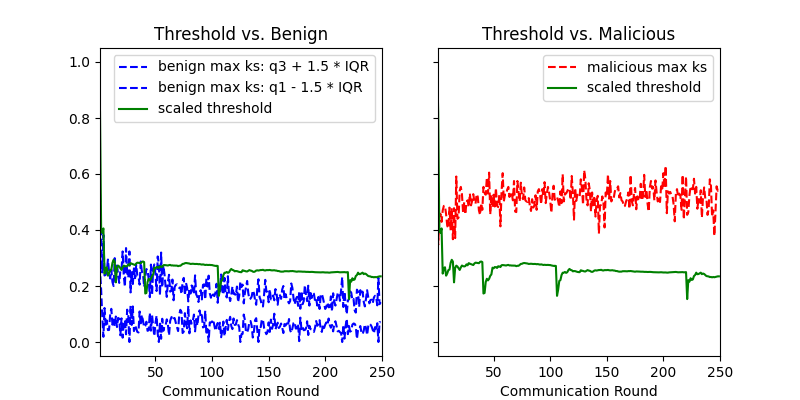 Threshold vs. Benign
benign max ks: q3 + 1.5 * IQR
benign max ks: q1 - 1.5 * IQR
scaled threshold
1.0
0.8
0.6
0.4
0.2
0.0
50
100
150
200
250
Communication Round
Threshold vs. Malicious
malicious max ks
scaled threshold
50
100
150
200
250
Communication Round